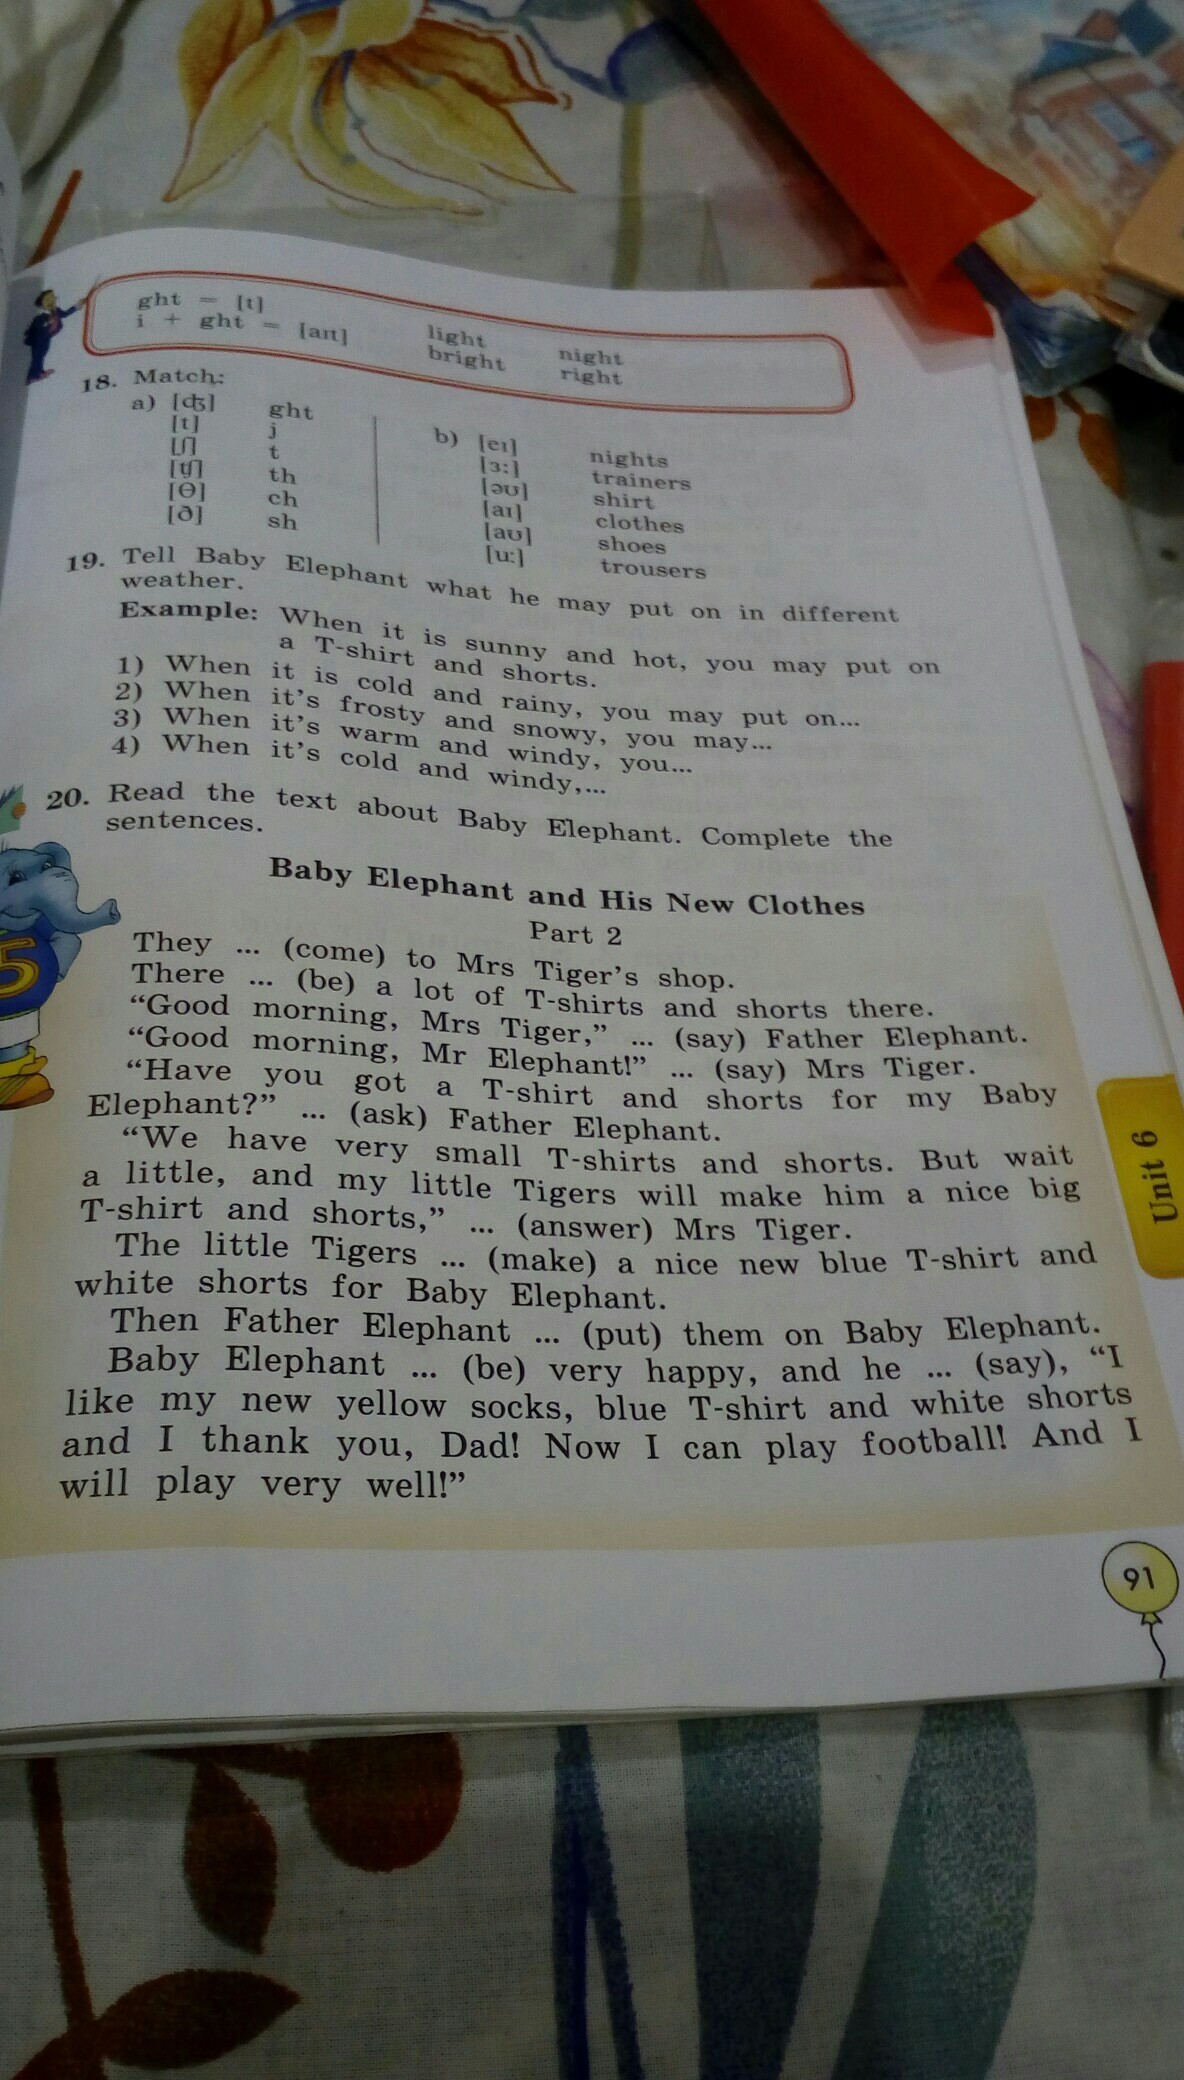 ght = [t]
i + ght = [aɪt]
light night
bright right
18. Match:
a) [ʤ] ght
[t] j
[ʃ] t
[ʧ] th
[θ] ch
[ð] sh
b) [eɪ] nights
[ɜ:] trainers
[əʊ] shirt
[aɪ] clothes
[aʊ] shoes
[u:] trousers
19. Tell Baby Elephant what he may put on in different
weather.
Example: When it is sunny and hot, you may put on
a T-shirt and shorts.
1) When it is cold and rainy, you may put on...
2) When it's frosty and snowy, you may...
3) When it's warm and windy, you...
4) When it's cold and windy,...
20. Read the text about Baby Elephant. Complete the
sentences.
Baby Elephant and His New Clothes
Part 2
They ... (come) to Mrs Tiger's shop.
There ... (be) a lot of T-shirts and shorts there.
“Good morning, Mrs Tiger,” ... (say) Father Elephant.
“Good morning, Mr Elephant!” ... (say) Mrs Tiger.
“Have you got a T-shirt and shorts for my Baby
Elephant?” ... (ask) Father Elephant.
“We have very small T-shirts and shorts. But wait
a little, and my little Tigers will make him a nice big
T-shirt and shorts,” ... (answer) Mrs Tiger.
The little Tigers ... (make) a nice new blue T-shirt and
white shorts for Baby Elephant.
Then Father Elephant ... (put) them on Baby Elephant.
Baby Elephant ... (be) very happy, and he ... (say), “I
like my new yellow socks, blue T-shirt and white shorts
and I thank you, Dad! Now I can play football! And I
will play very well!”
5
Unit 6
91